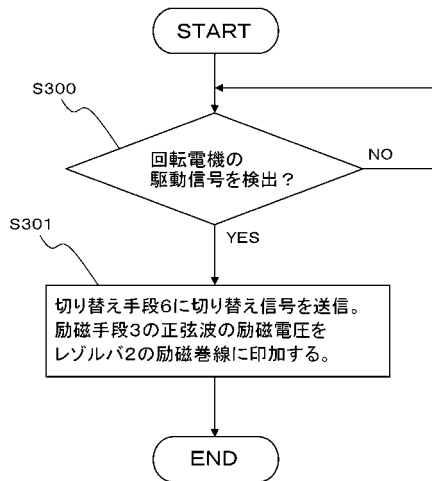 START
S300
回転電機の
駆動信号を検出？
NO
YES
S301
切り替え手段6に切り替え信号を送信。
励磁手段3の正弦波の励磁電圧を
レゾルバ2の励磁巻線に印加する。
END